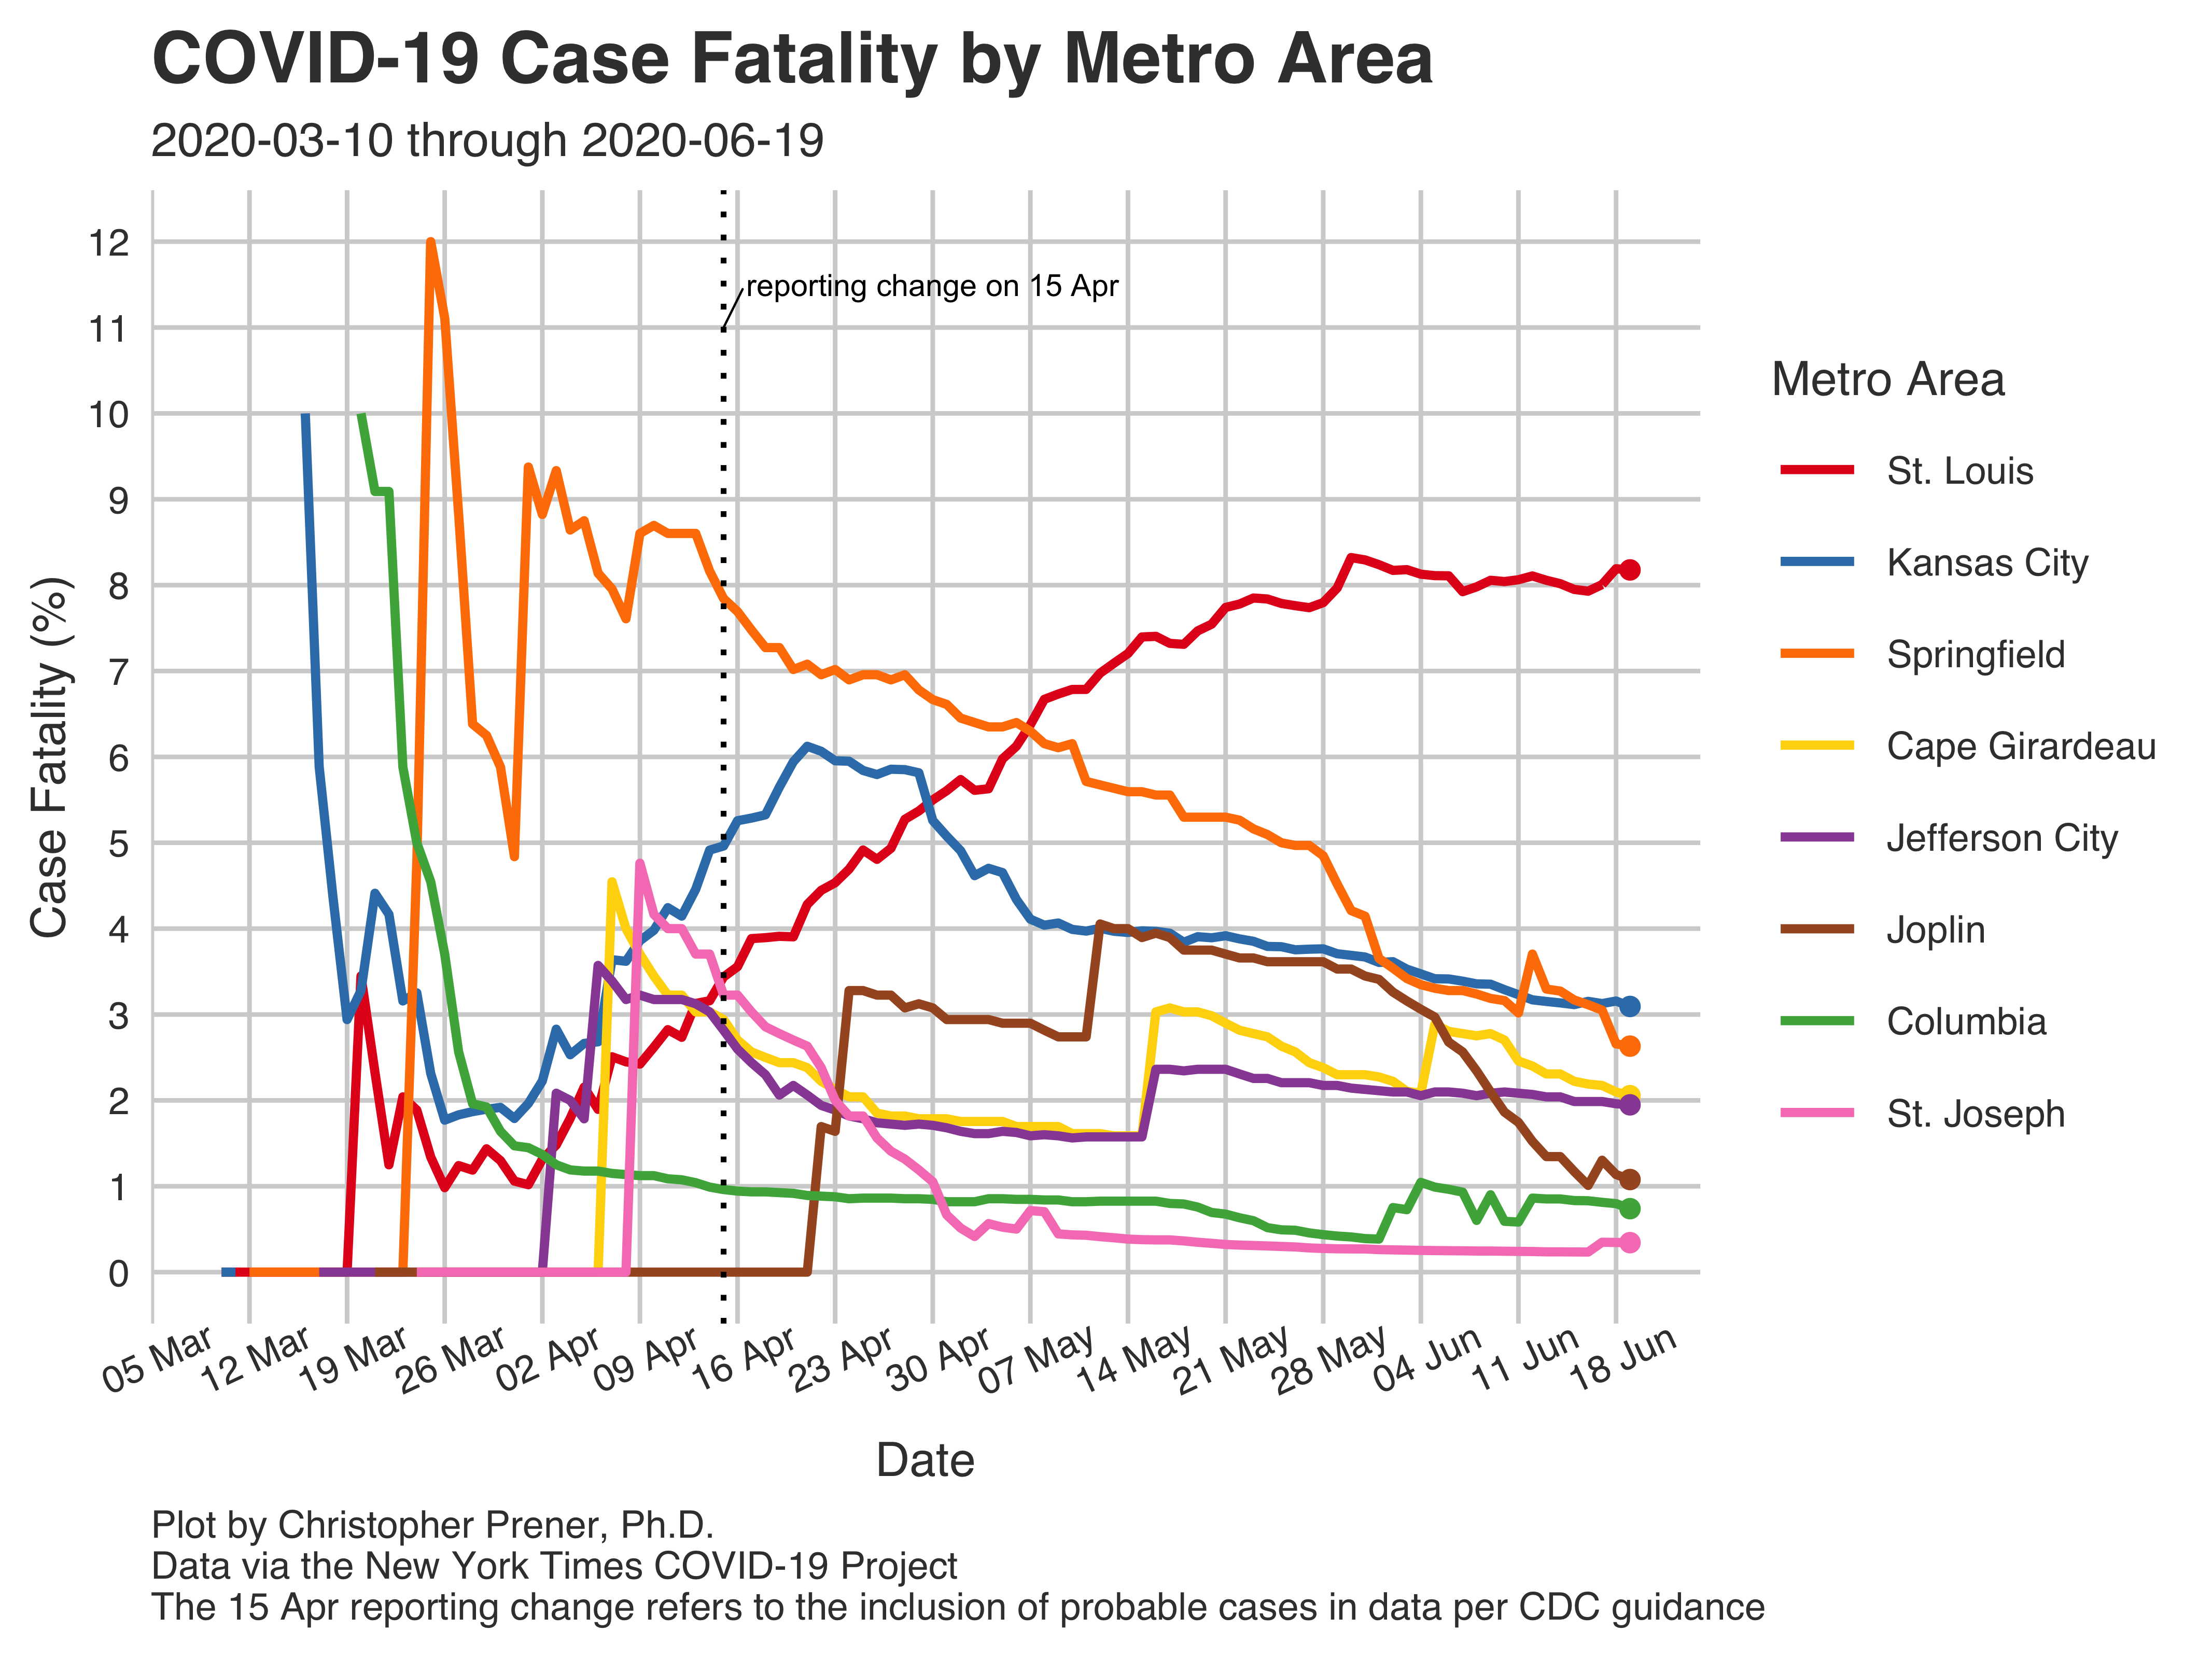 COVID-19 Case Fatality by Metro Area
2020-03-10 through 2020-06-19
12
11
10
9
8
7
6
5
4
3
2
1
0
Case Fatality (%)
reporting change on 15 Apr
05 Mar
12 Mar
19 Mar
26 Mar
02 Apr
09 Apr
16 Apr
23 Apr
30 Apr
07 May
14 May
21 May
28 May
04 Jun
11 Jun
18 Jun
Date
Metro Area
St. Louis
Kansas City
Springfield
Cape Girardeau
Jefferson City
Joplin
Columbia
St. Joseph
Plot by Christopher Prener, Ph.D.
Data via the New York Times COVID-19 Project
The 15 Apr reporting change refers to the inclusion of probable cases in data per CDC guidance